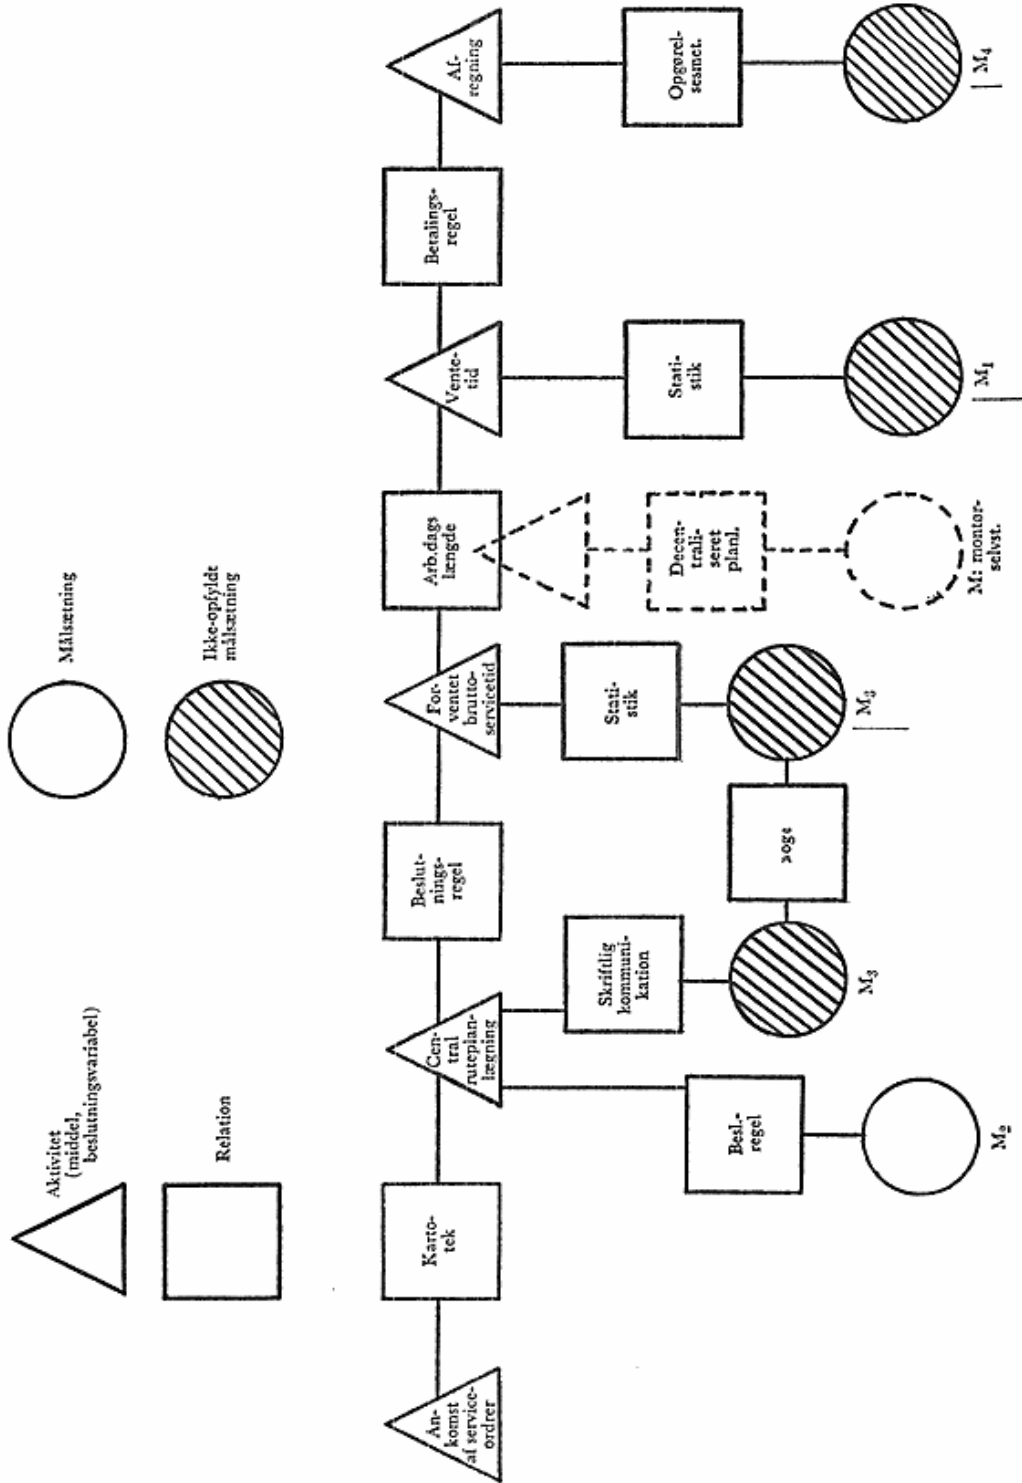 Aktivitet
(middel,
beslutningsvariabel)
Målsætning
Relation
Ikke-opfyldt
målsætning
An-
komst
af service-
ordrer
Karto-
tek
Cen-
tral
ruteplan-
lægning
Beslut-
nings-
regel
For-
ventet
brutto-
servicetid
Arb.dags
længde
Vente-
tid
Betalings-
regel
Af-
regning
Besl.-
regel
M₂
Skriftlig
kommuni-
kation
M₃
Stati-
stik
M₃
Decen-
trali-
seret
planl.
M: montør-
selvst.
Stati-
stik
M₁
Opgørel-
sesmet.
M₄